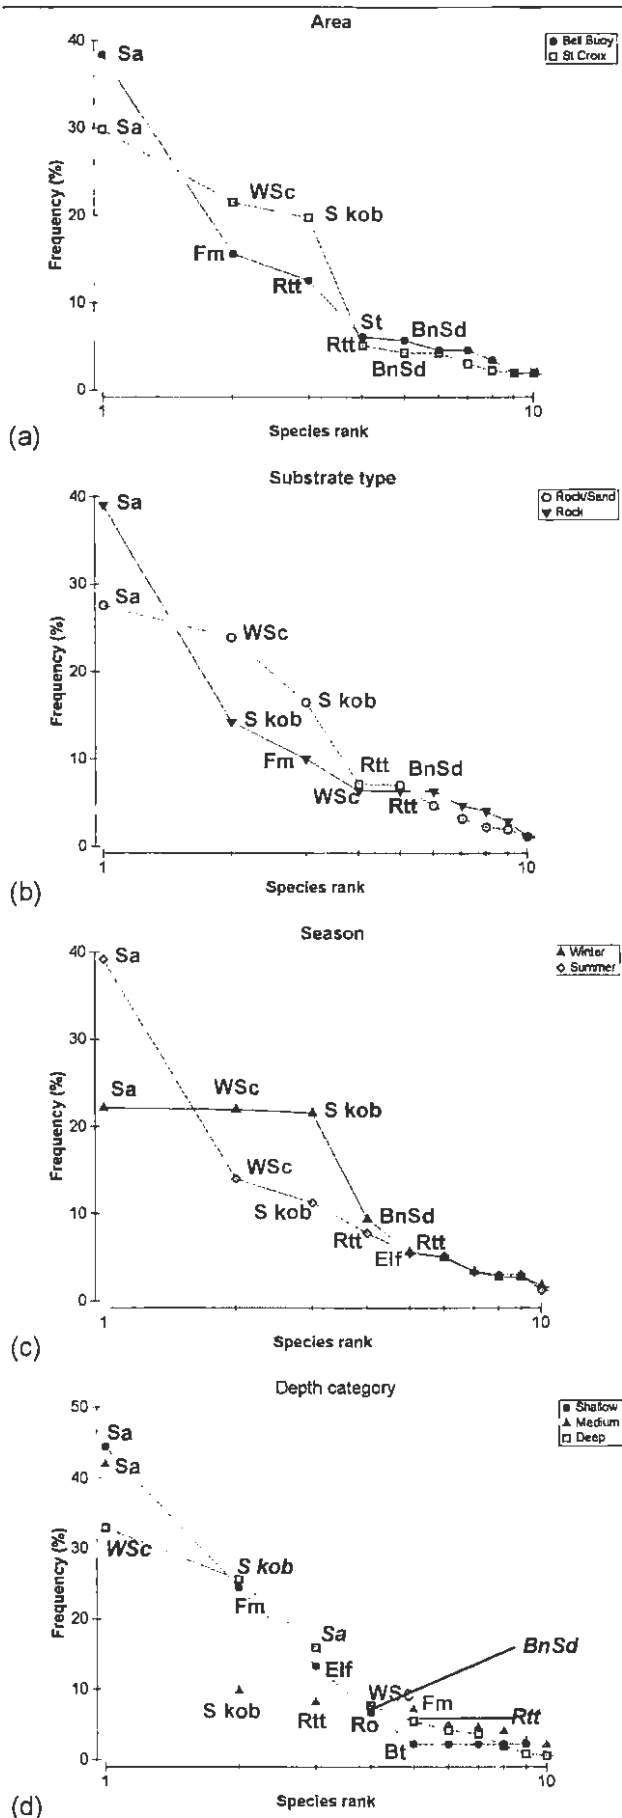 Area
● Bell Buoy
□ St Croix
Frequency (%)
40
30
20
10
0
Sa
Sa
WSc
S kob
Fm
Rtt
St
BnSd
Rtt
BnSd
1
10
Species rank
(a)
Substrate type
○ Rock/Sand
▼ Rock
Frequency (%)
40
30
20
10
0
Sa
Sa
WSc
S kob
S kob
Fm
Rtt
BnSd
WSc
Rtt
1
10
Species rank
(b)
Season
▲ Winter
◇ Summer
Frequency (%)
40
30
20
10
0
Sa
Sa
WSc
S kob
WSc
S kob
BnSd
Rtt
Elf
Rtt
1
10
Species rank
(c)
Depth category
● Shallow
▲ Medium
□ Deep
Frequency (%)
50
40
30
20
10
0
Sa
Sa
WSc
S kob
Fm
Sa
Elf
BnSd
S kob
Rtt
WSc
Ro
Fm
Rtt
Bt
1
10
Species rank
(d)